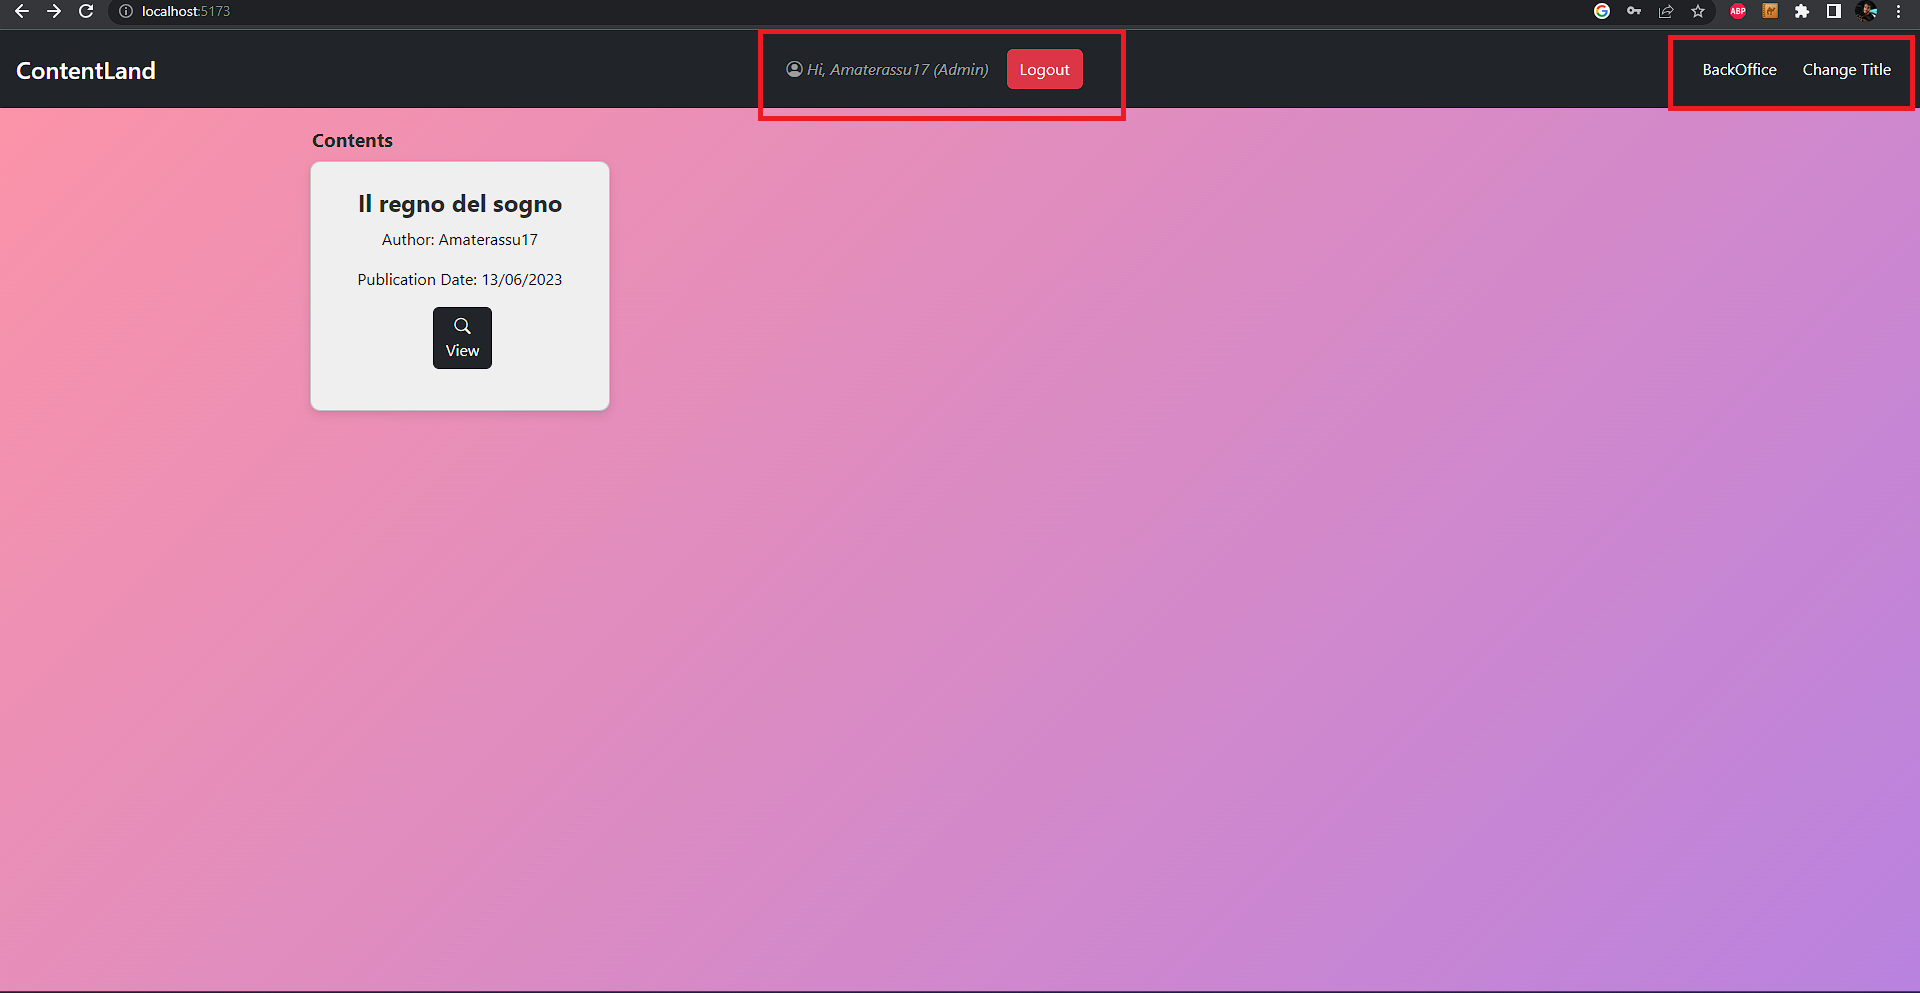 localhost:5173
ABP
ContentLand
Hi, Amaterassu17 (Admin)
Logout
BackOffice
Change Title
Contents
Il regno del sogno
Author: Amaterassu17
Publication Date: 13/06/2023
View